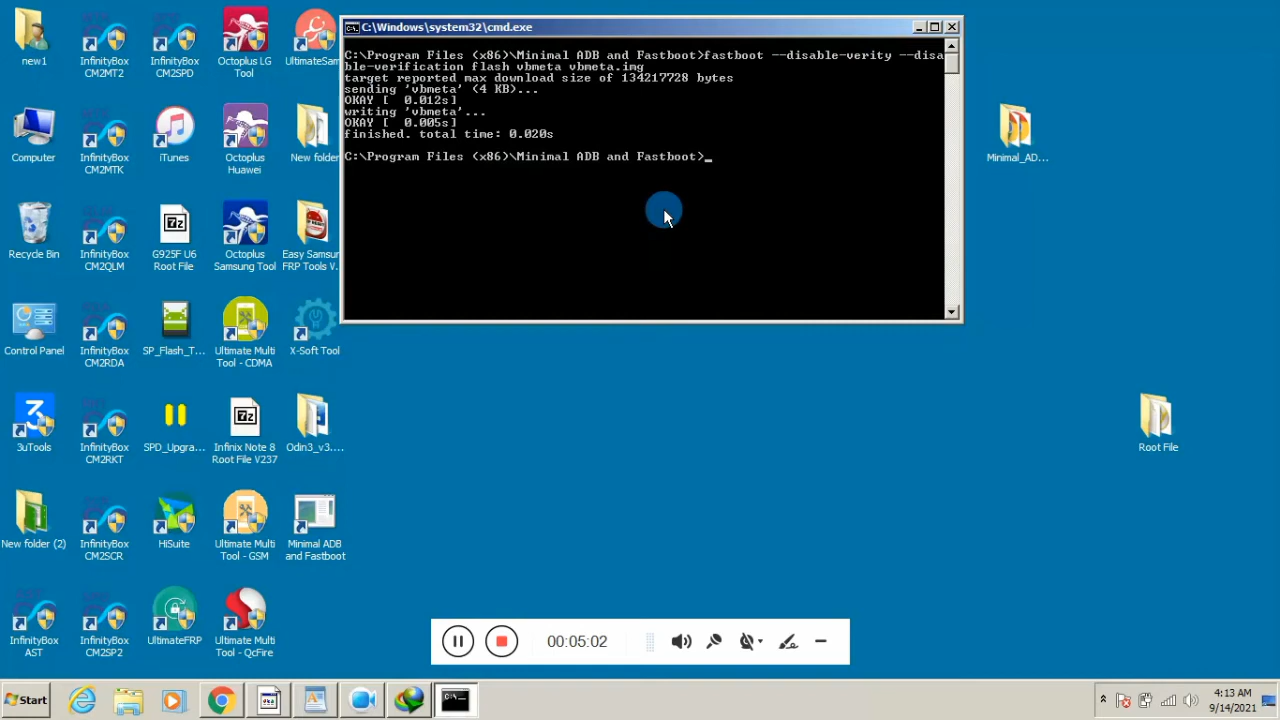 C:\Windows\system32\cmd.exe
C:\Program Files (x86)\Minimal ADB and Fastboot>fastboot --disable-verity --disa
ble-verification flash vbmeta vbmeta.img
target reported max download size of 134217728 bytes
sending 'vbmeta' (4 KB)...
OKAY [  0.012s]
writing 'vbmeta'...
OKAY [  0.005s]
finished. total time: 0.020s
C:\Program Files (x86)\Minimal ADB and Fastboot>_
new1
InfinityBox
CM2MT2
InfinityBox
CM2SPD
Octoplus LG
Tool
UltimateSam
Computer
InfinityBox
CM2MTK
iTunes
Octoplus
Huawei
New folder
Minimal_AD...
Recycle Bin
InfinityBox
CM2QLM
G925F U6
Root File
Octoplus
Samsung Tool
Easy Samsu
FRP Tools V.
Control Panel
InfinityBox
CM2RDA
SP_Flash_T...
Ultimate Multi
Tool - CDMA
X-Soft Tool
3uTools
InfinityBox
CM2RKT
SPD_Upgra...
Infinix Note 8
Root File V237
Odin3_v3....
Root File
New folder (2)
InfinityBox
CM2SCR
HiSuite
Ultimate Multi
Tool - GSM
Minimal ADB
and Fastboot
InfinityBox
AST
InfinityBox
CM2SP2
UltimateFRP
Ultimate Multi
Tool - QcFire
00:05:02
Start
4:13 AM
9/14/2021